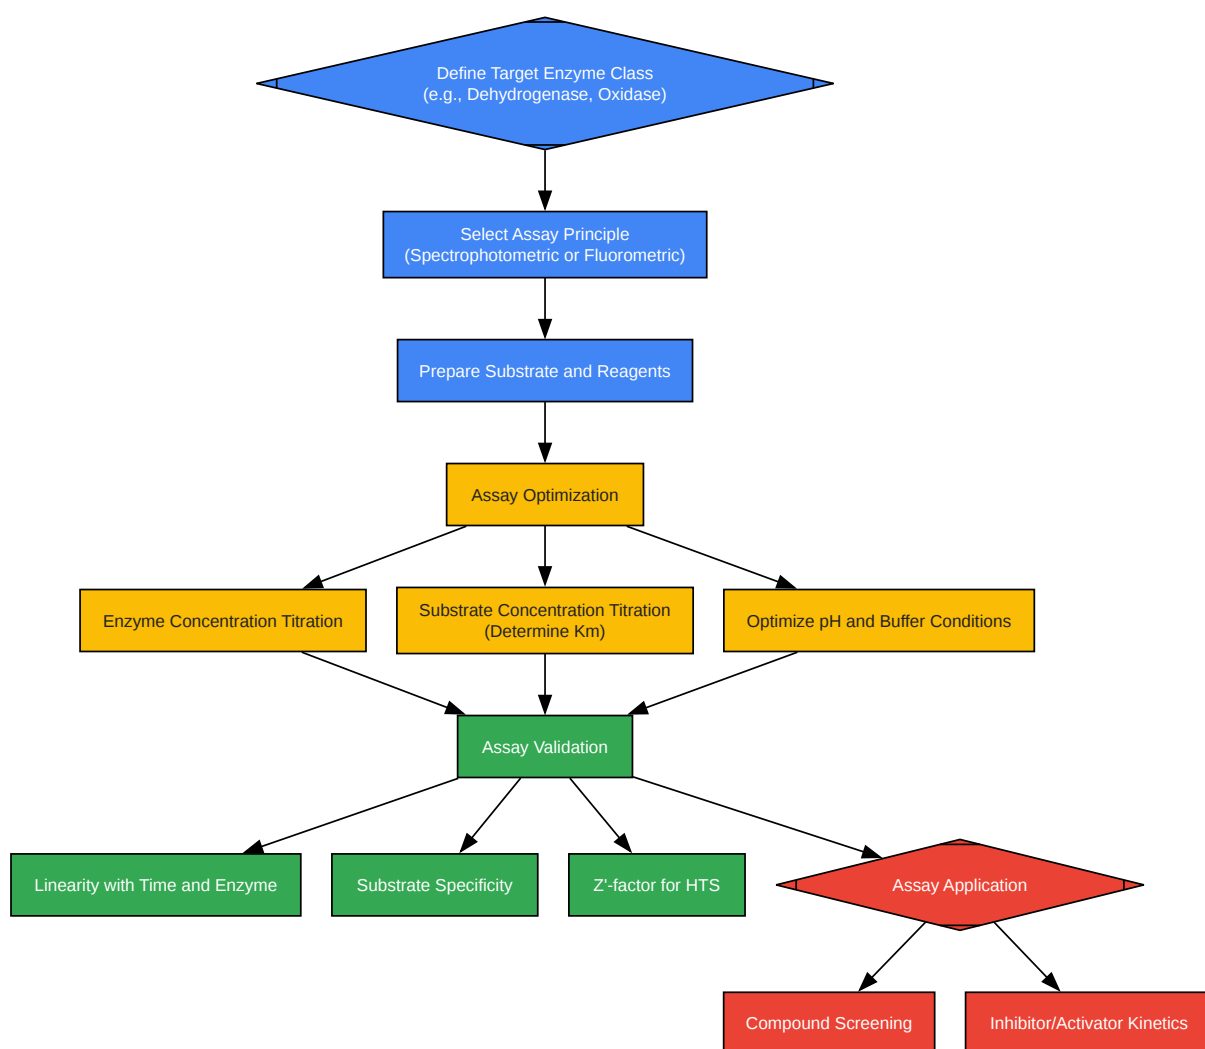 Define Target Enzyme Class
(e.g., Dehydrogenase, Oxidase)
Select Assay Principle
(Spectrophotometric or Fluorometric)
Prepare Substrate and Reagents
Assay Optimization
Enzyme Concentration Titration
Substrate Concentration Titration
(Determine Km)
Optimize pH and Buffer Conditions
Assay Validation
Linearity with Time and Enzyme
Substrate Specificity
Z'-factor for HTS
Assay Application
Compound Screening
Inhibitor/Activator Kinetics